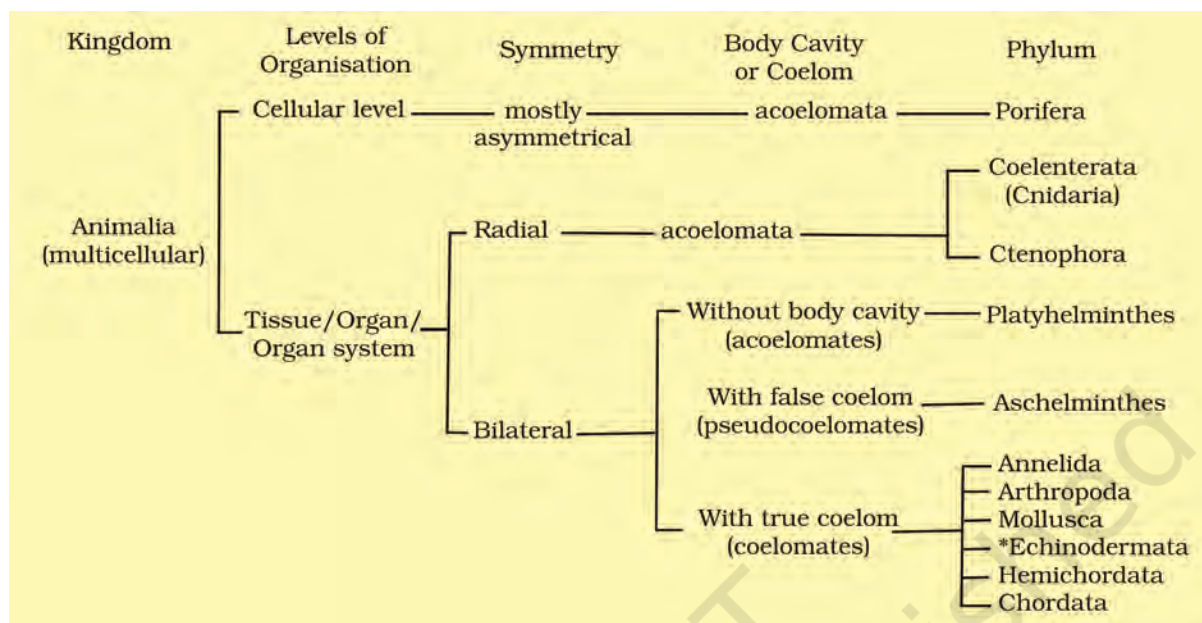 Kingdom
Levels of
Organisation
Symmetry
Body Cavity
or Coelom
Phylum
Cellular level
mostly
asymmetrical
acoelomata
Porifera
Animalia
(multicellular)
Tissue/Organ/
Organ system
Radial
acoelomata
Coelenterata
(Cnidaria)
Ctenophora
Bilateral
Without body cavity
(acoelomates)
Platyhelminthes
With false coelom
(pseudocoelomates)
Aschelminthes
With true coelom
(coelomates)
Annelida
Arthropoda
Mollusca
*Echinodermata
Hemichordata
Chordata